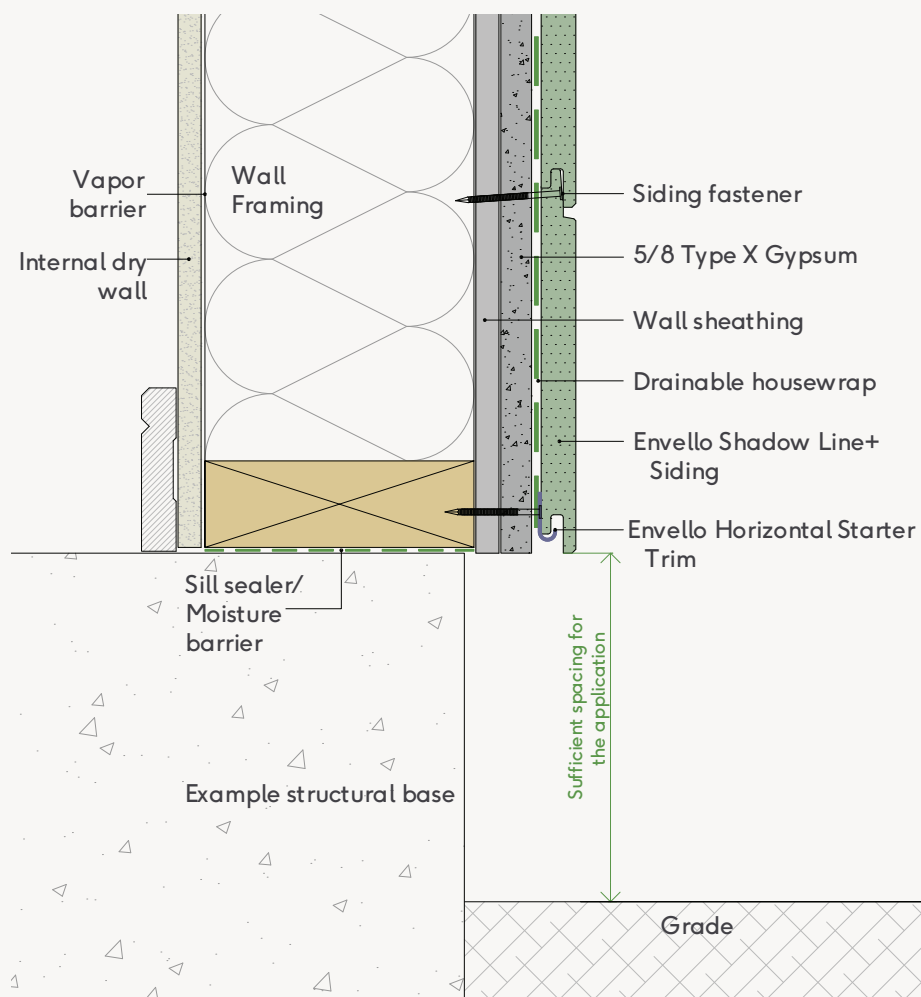 Vapor
barrier
Internal dry
wall
Wall
Framing
Siding fastener
5/8 Type X Gypsum
Wall sheathing
Drainable housewrap
Envello Shadow Line+
Siding
Envello Horizontal Starter
Trim
Sill sealer/
Moisture
barrier
Sufficient spacing for
the application
Example structural base
Grade